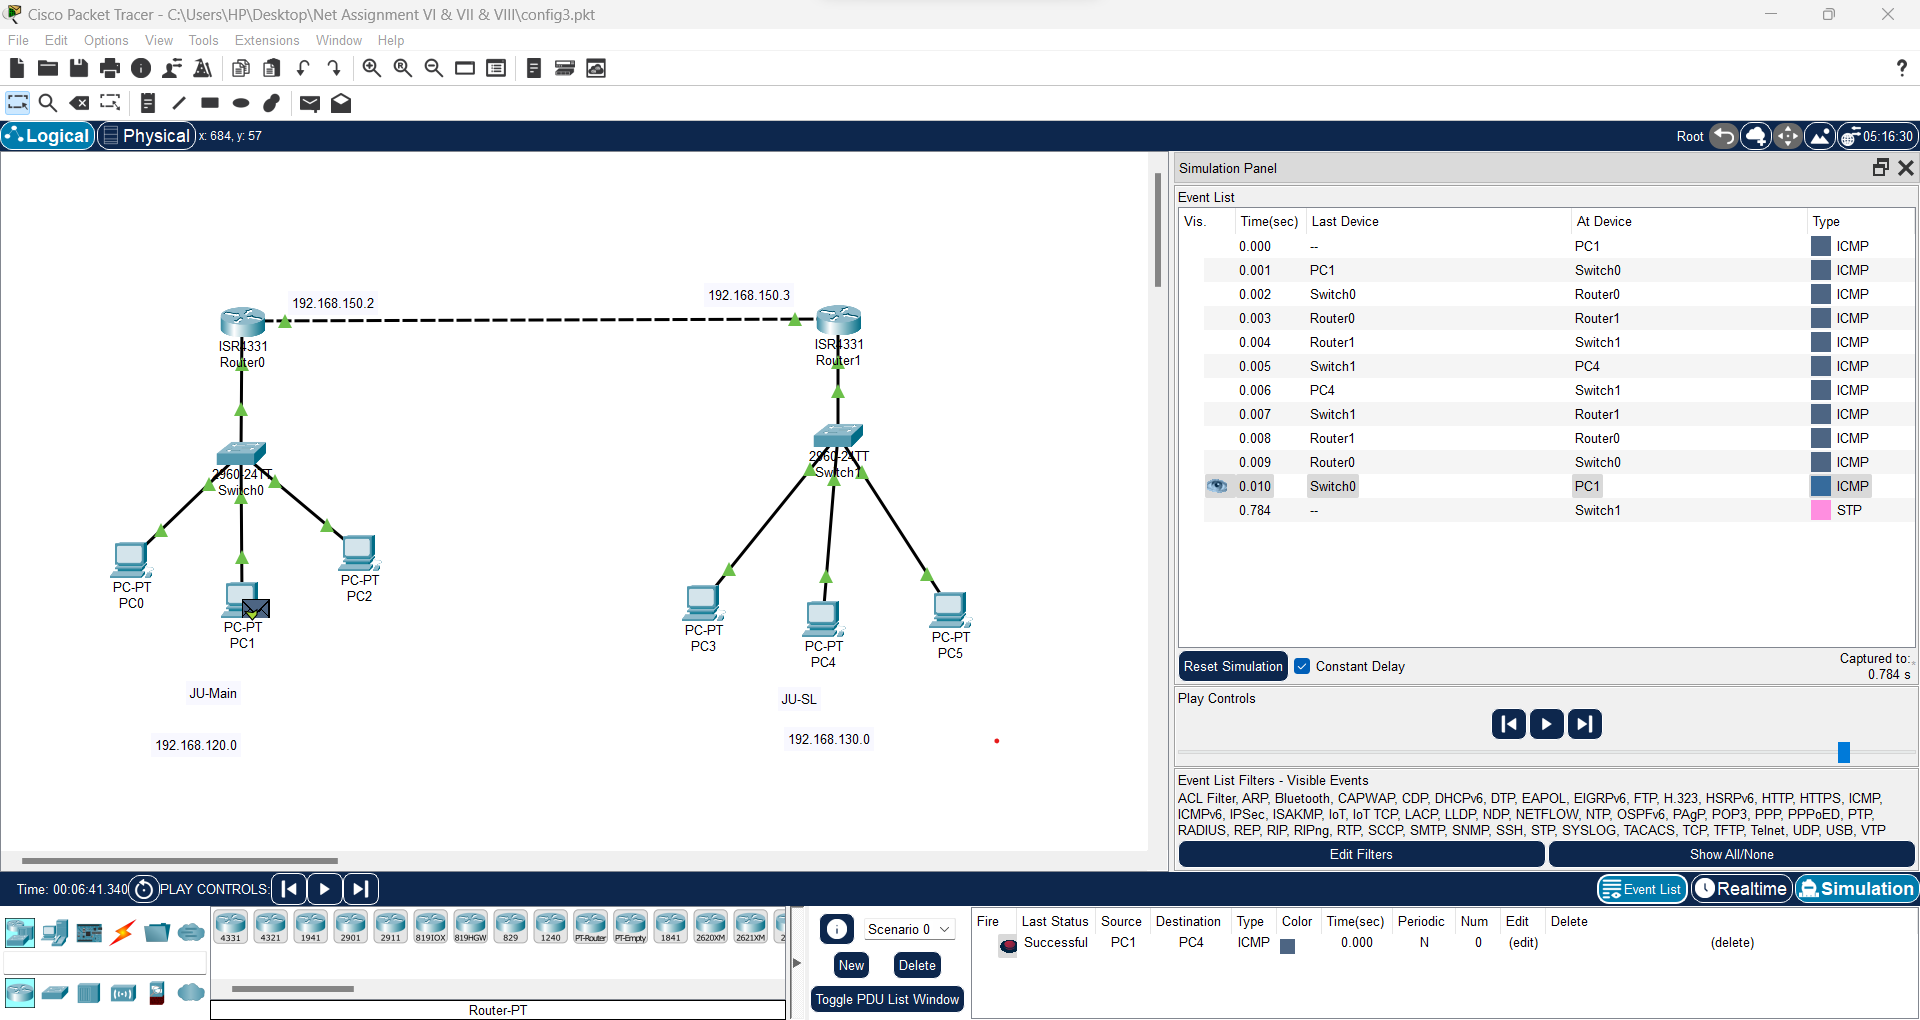 Cisco Packet Tracer - C:\Users\HP\Desktop\Net Assignment VI & VII & VIII\config3.pkt
File Edit Options View Tools Extensions Window Help
?
Logical Physical x: 684, y: 57 Root 05:16:30
Simulation Panel
Event List
Vis. Time(sec) Last Device At Device Type
0.000 -- PC1 ICMP
0.001 PC1 Switch0 ICMP
0.002 Switch0 Router0 ICMP
0.003 Router0 Router1 ICMP
0.004 Router1 Switch1 ICMP
0.005 Switch1 PC4 ICMP
0.006 PC4 Switch1 ICMP
0.007 Switch1 Router1 ICMP
0.008 Router1 Router0 ICMP
0.009 Router0 Switch0 ICMP
0.010 Switch0 PC1 ICMP
0.784 -- Switch1 STP
192.168.150.2
192.168.150.3
ISR4331
Router0
ISR4331
Router1
2960-24TT
Switch0
2960-24TT
Switch1
PC-PT
PC0
PC-PT
PC1
PC-PT
PC2
PC-PT
PC3
PC-PT
PC4
PC-PT
PC5
JU-Main
192.168.120.0
JU-SL
192.168.130.0
Reset Simulation Constant Delay
Captured to:
0.784 s
Play Controls
Event List Filters - Visible Events
ACL Filter, ARP, Bluetooth, CAPWAP, CDP, DHCPv6, DTP, EAPOL, EIGRPv6, FTP, H.323, HSRPv6, HTTP, HTTPS, ICMP,
ICMPv6, IPSec, ISAKMP, IoT, IoT TCP, LACP, LLDP, NDP, NETFLOW, NTP, OSPFv6, PAgP, POP3, PPP, PPPoED, PTP,
RADIUS, REP, RIP, RIPng, RTP, SCCP, SMTP, SNMP, SSH, STP, SYSLOG, TACACS, TCP, TFTP, Telnet, UDP, USB, VTP
Edit Filters Show All/None
Time: 00:06:41.340 PLAY CONTROLS:
Event List Realtime Simulation
4331 4321 1941 2901 2911 819IOX 819HGW 829 1240 PT-Router PT-Empty 1841 2620XM 2621XM 2
Router-PT
Scenario 0
New Delete
Toggle PDU List Window
Fire Last Status Source Destination Type Color Time(sec) Periodic Num Edit Delete
Successful PC1 PC4 ICMP 0.000 N 0 (edit) (delete)